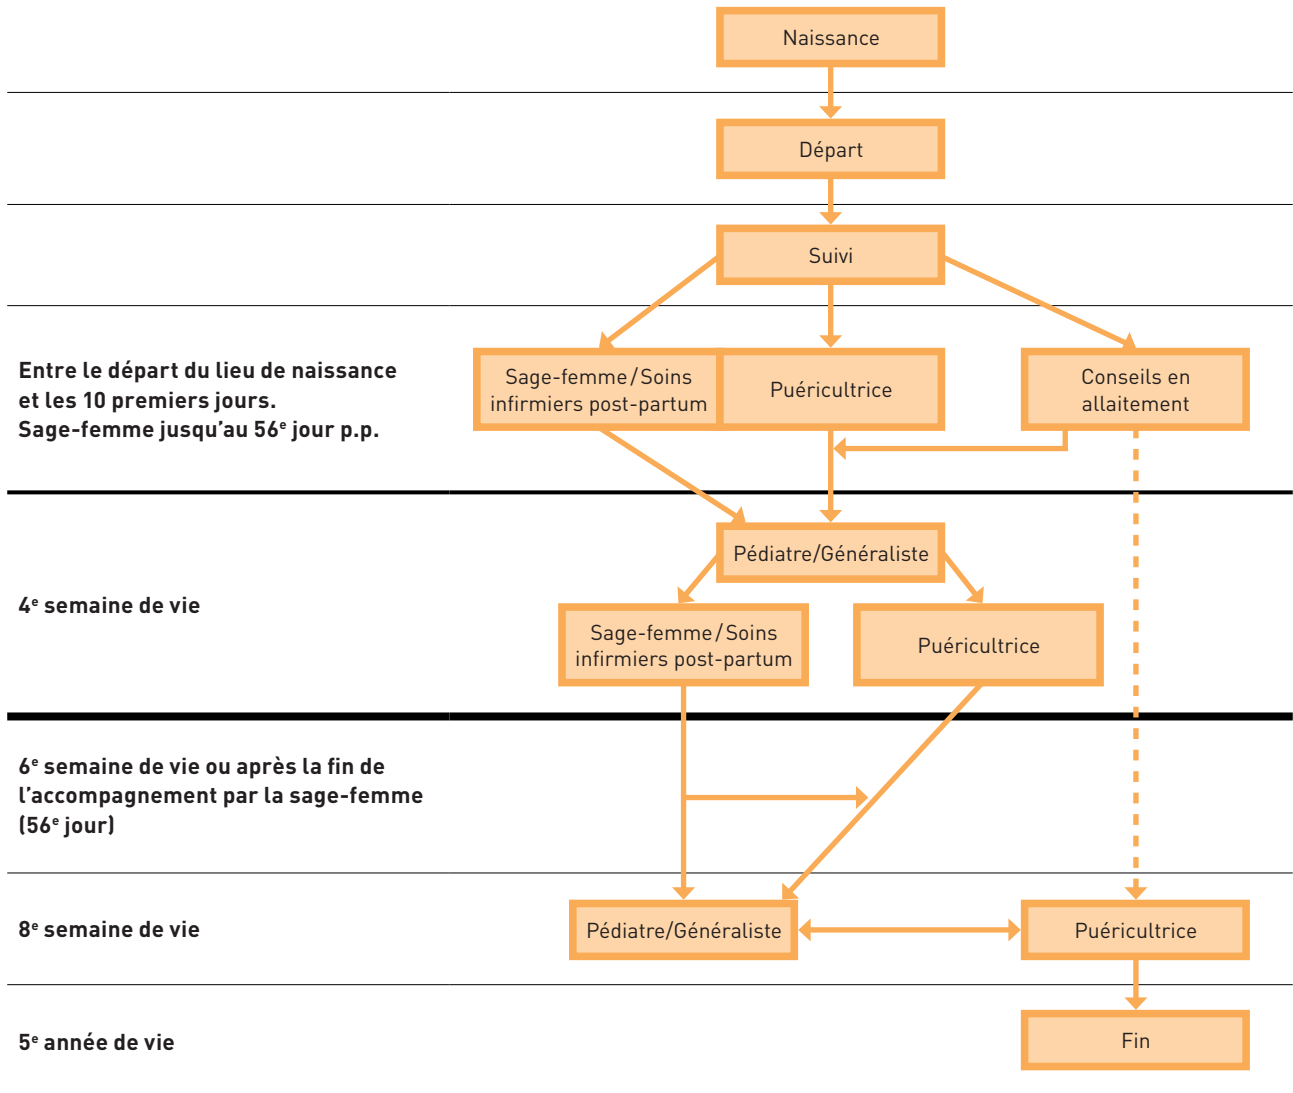 Naissance
Départ
Suivi
Entre le départ du lieu de naissance
et les 10 premiers jours.
Sage-femme jusqu'au 56e jour p.p.
Sage-femme/Soins
infirmiers post-partum
Puéricultrice
Conseils en
allaitement
Pédiatre/Généraliste
4e semaine de vie
Sage-femme/Soins
infirmiers post-partum
Puéricultrice
6e semaine de vie ou après la fin de
l'accompagnement par la sage-femme
(56e jour)
8e semaine de vie
Pédiatre/Généraliste
Puéricultrice
5e année de vie
Fin